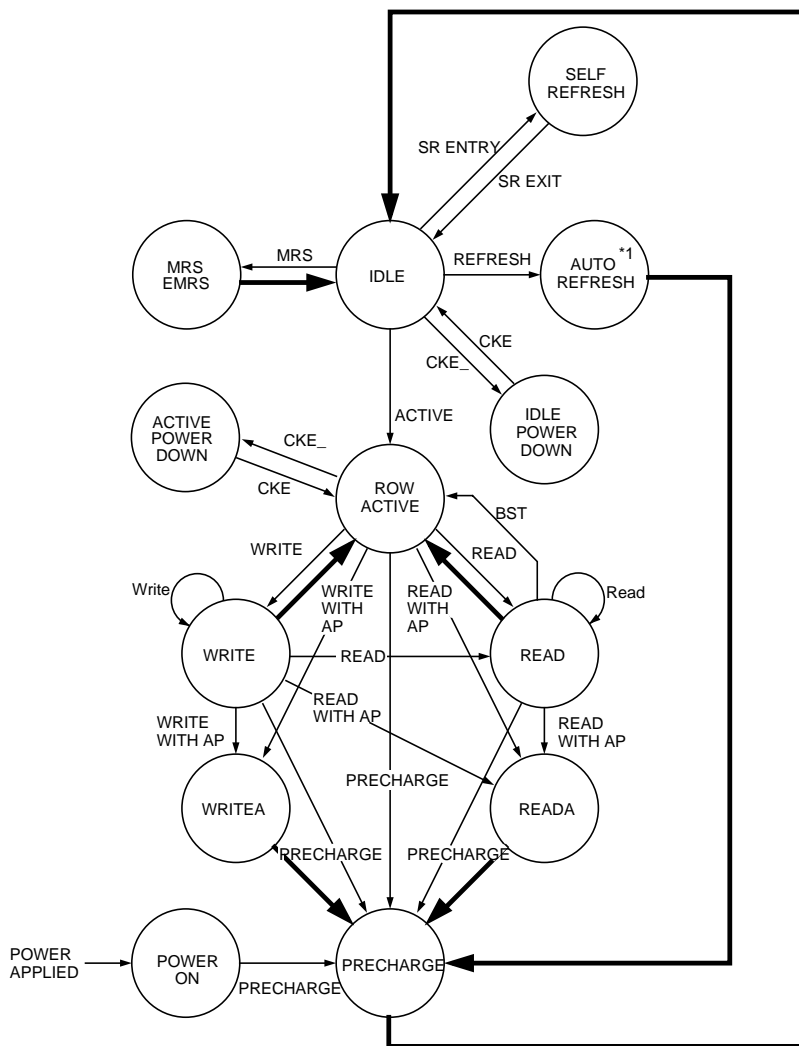 SELF
REFRESH
SR ENTRY
SR EXIT
MRS
EMRS
MRS
IDLE
REFRESH
AUTO *1
REFRESH
CKE
CKE_
IDLE
POWER
DOWN
ACTIVE
ACTIVE
POWER
DOWN
CKE_
CKE
ROW
ACTIVE
BST
WRITE
READ
Write
WRITE
WITH
AP
READ
WITH
AP
Read
WRITE
READ
READ
WRITE
WITH AP
READ
WITH AP
READ
WITH AP
WRITEA
PRECHARGE
READA
PRECHARGE
PRECHARGE
POWER
APPLIED
POWER
ON
PRECHARGE
PRECHARGE